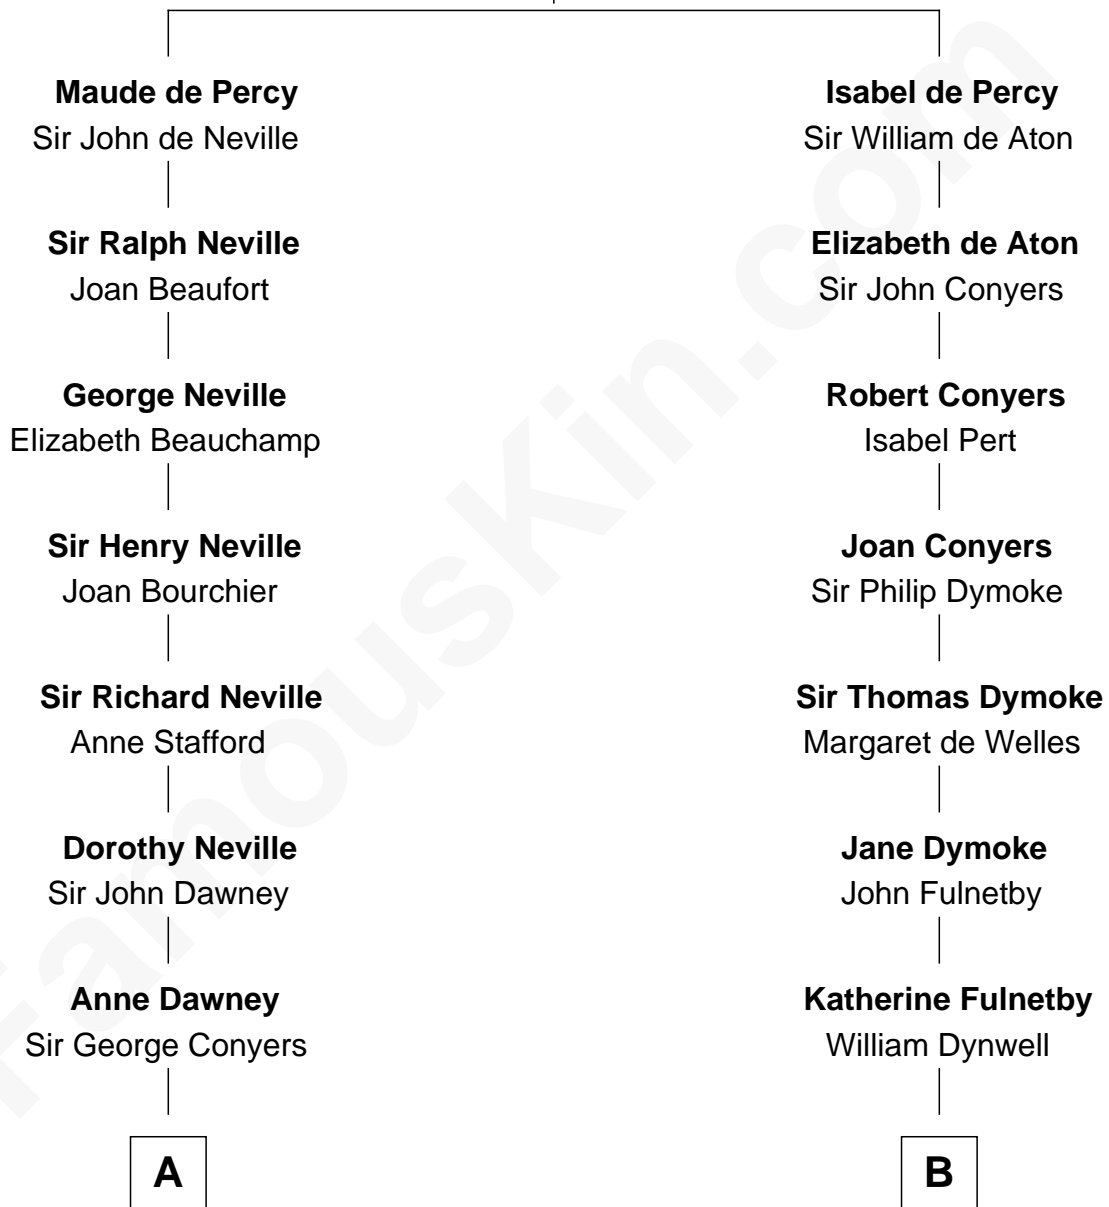 Maude de Percy
Sir John de Neville
Sir Ralph Neville
Joan Beaufort
George Neville
Elizabeth Beauchamp
Sir Henry Neville
Joan Bourchier
Sir Richard Neville
Anne Stafford
Dorothy Neville
Sir John Dawney
Anne Dawney
Sir George Conyers
A
Isabel de Percy
Sir William de Aton
Elizabeth de Aton
Sir John Conyers
Robert Conyers
Isabel Pert
Joan Conyers
Sir Philip Dymoke
Sir Thomas Dymoke
Margaret de Welles
Jane Dymoke
John Fulnetby
Katherine Fulnetby
William Dynwell
B
FamousKin.com